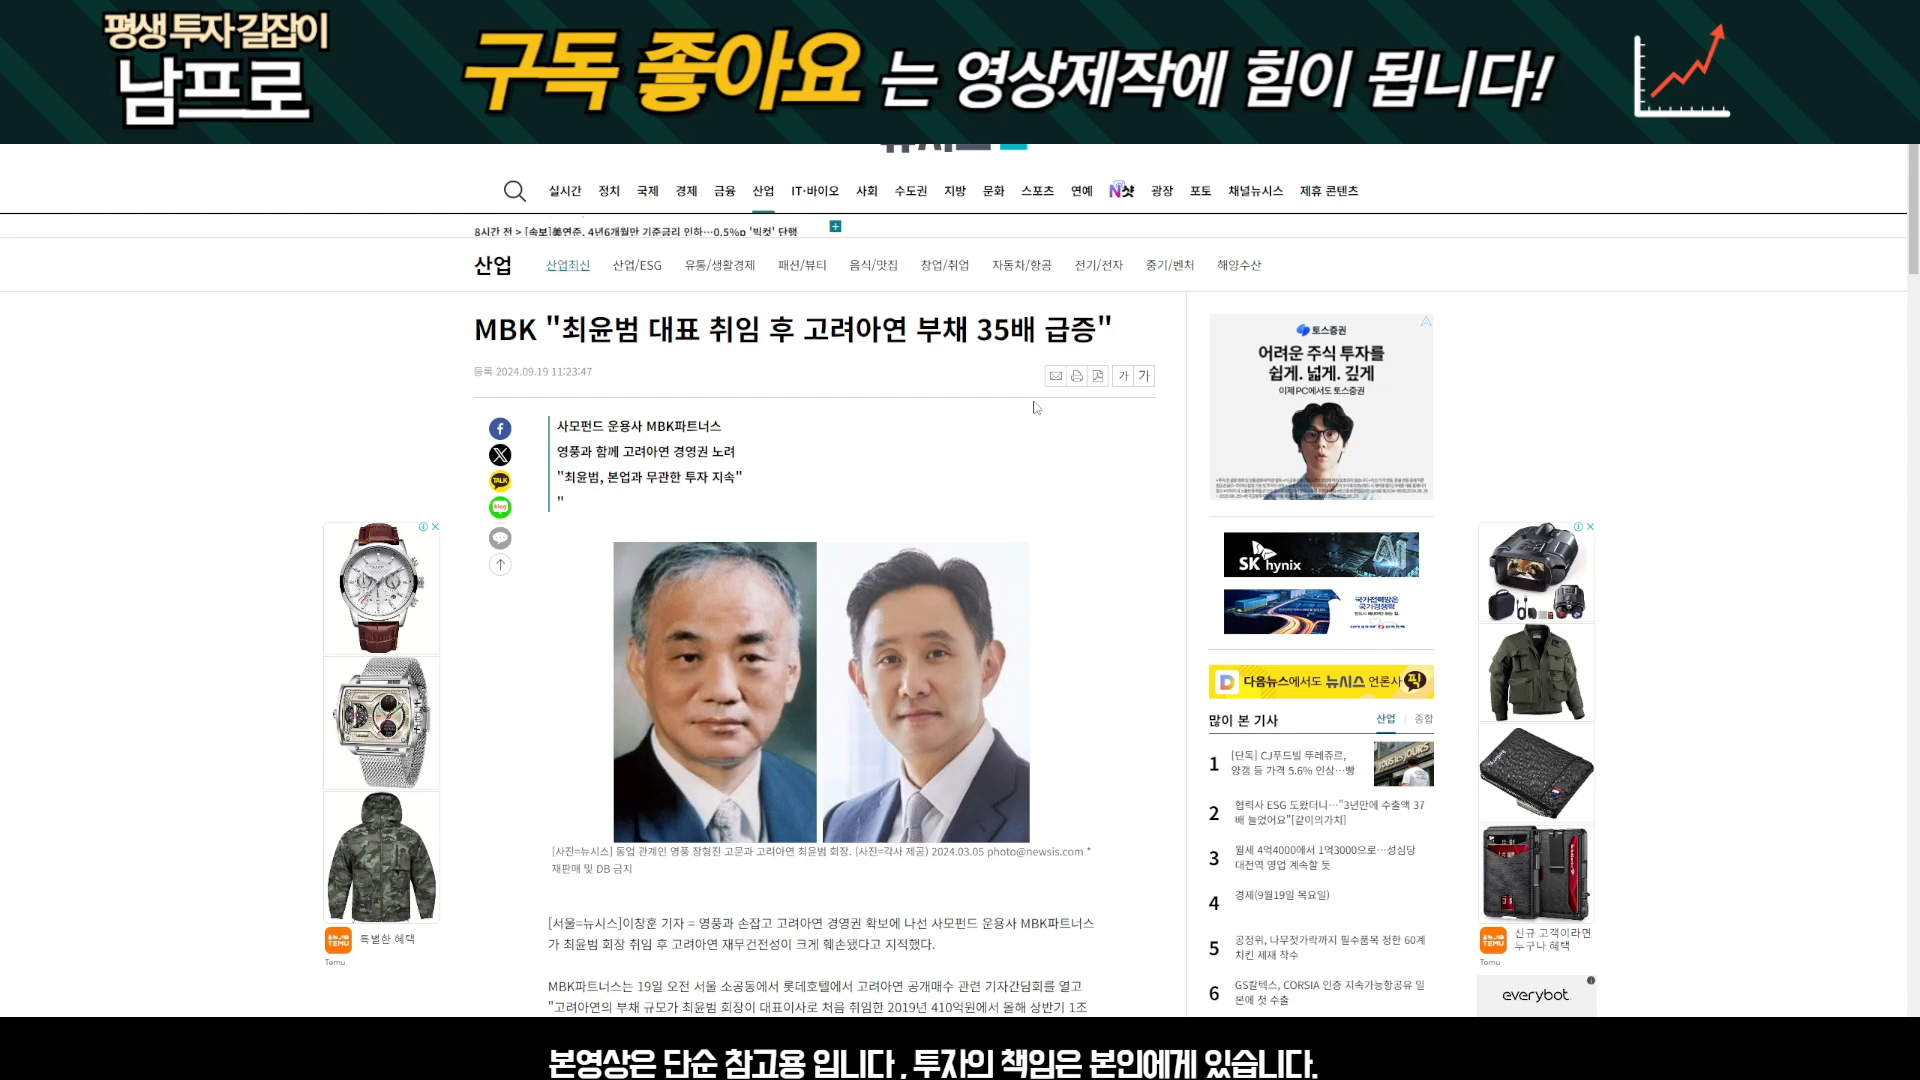 평생 투자 길잡이
남프로
구독 좋아요 는 영상제작에 힘이 됩니다!
실시간 정치 국제 경제 금융 산업 IT·바이오 사회 수도권 지방 문화 스포츠 연예 N샷 광장 포토 채널뉴시스 제휴 콘텐츠
8시간 전 > [속보]美연준, 4년6개월만 기준금리 인하…0.5%p '빅컷' 단행
산업
산업최신 산업/ESG 유통/생활경제 패션/뷰티 음식/맛집 창업/취업 자동차/항공 전기/전자 중기/벤처 해양수산
MBK "최윤범 대표 취임 후 고려아연 부채 35배 급증"
등록 2024.09.19 11:23:47
가 가
사모펀드 운용사 MBK파트너스
영풍과 함께 고려아연 경영권 노려
"최윤범, 본업과 무관한 투자 지속"
"
TALK
blog
[사진=뉴시스] 동업 관계인 영풍 장형진 고문과 고려아연 최윤범 회장. (사진=각사 제공) 2024.03.05 photo@newsis.com *
재판매 및 DB 금지
[서울=뉴시스]이창훈 기자 = 영풍과 손잡고 고려아연 경영권 확보에 나선 사모펀드 운용사 MBK파트너스
가 최윤범 회장 취임 후 고려아연 재무건전성이 크게 훼손됐다고 지적했다.
MBK파트너스는 19일 오전 서울 소공동에서 롯데호텔에서 고려아연 공개매수 관련 기자간담회를 열고
"고려아연의 부채 규모가 최윤범 회장이 대표이사로 처음 취임한 2019년 410억원에서 올해 상반기 1조
토스증권
어려운 주식 투자를
쉽게. 넓게. 깊게
이제 PC에서도 토스증권
SK hynix
AI
국가전력망은
국가경쟁력
다음뉴스에서도 뉴시스 언론사 픽
많이 본 기사
산업 종합
1 [단독] CJ푸드빌 뚜레쥬르,
양갱 등 가격 5.6% 인상…빵
2 협력사 ESG 도왔더니…"3년만에 수출액 37
배 늘었어요"[같이의가치]
3 월세 4억4000에서 1억3000으로…성심당
대전역 영업 계속할 듯
4 경제(9월19일 목요일)
5 공정위, 나무젓가락까지 필수품목 정한 60계
치킨 제재 착수
6 GS칼텍스, CORSIA 인증 지속가능항공유 일
본에 첫 수출
TEMU
특별한 혜택
Temu
TEMU
신규 고객이라면
누구나 혜택
Temu
everybot.
본영상은 단순 참고용 입니다 , 투자의 책임은 본인에게 있습니다.